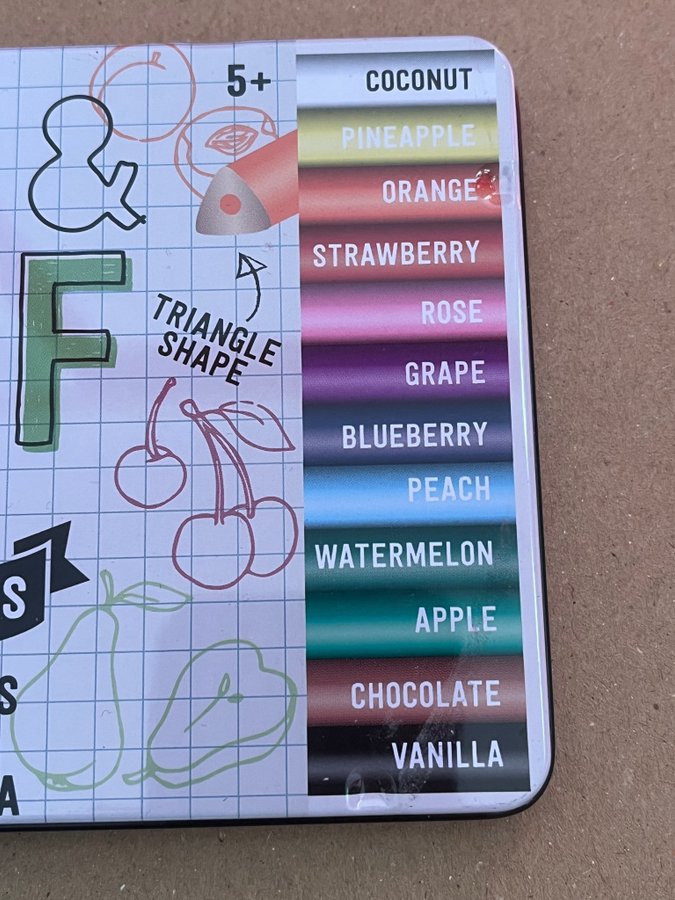 &
5+
F
TRIANGLE
SHAPE
S
S
A
COCONUT
PINEAPPLE
ORANGE
STRAWBERRY
ROSE
GRAPE
BLUEBERRY
PEACH
WATERMELON
APPLE
CHOCOLATE
VANILLA